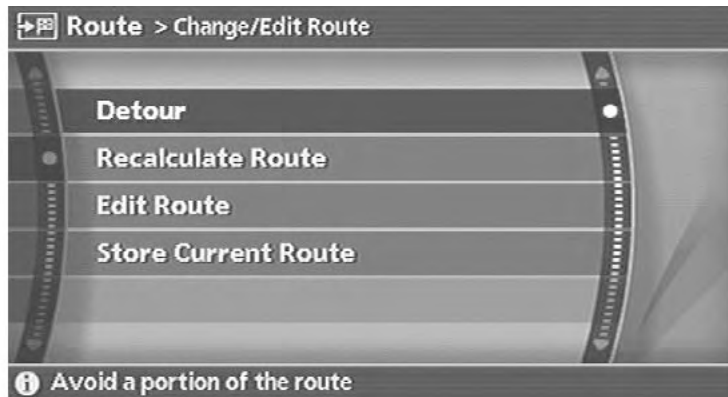 Route > Change/Edit Route
Detour
Recalculate Route
Edit Route
Store Current Route
Avoid a portion of the route